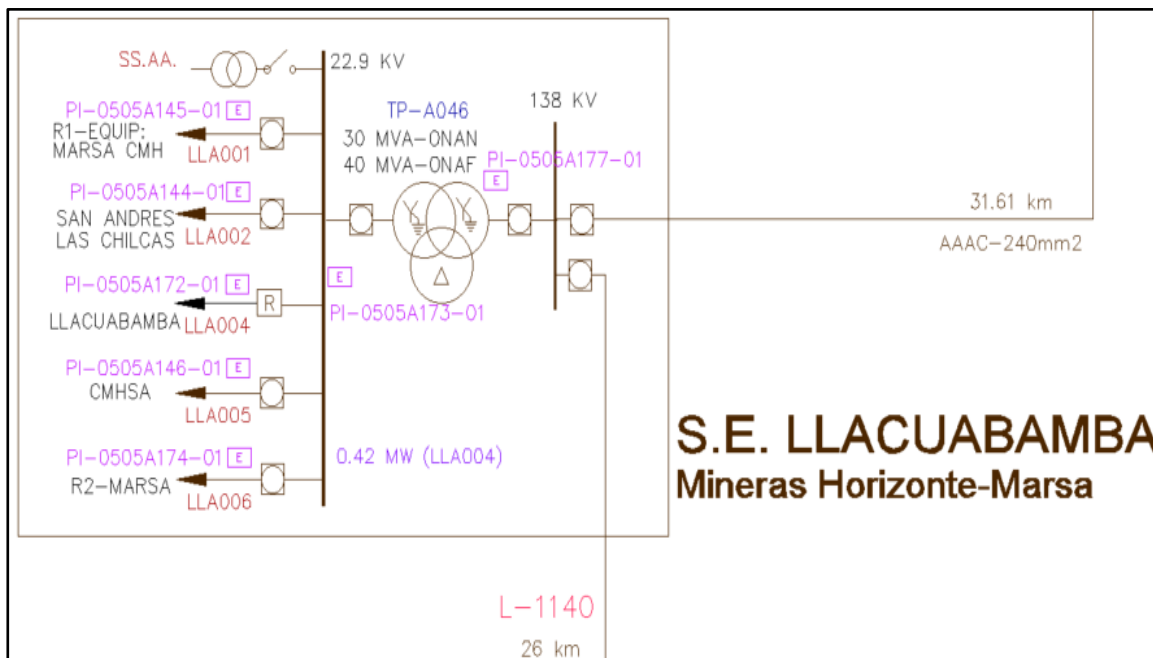 SS.AA.
22.9 KV
PI-0505A145-01 E
R1-EQUIP:
MARSA CMH
LLA001
TP-A046
30 MVA-ONAN
40 MVA-ONAF
138 KV
PI-0505A177-01
E
PI-0505A144-01 E
SAN ANDRES
LAS CHILCAS
LLA002
31.61 km
AAAC-240mm2
PI-0505A172-01 E
LLACUABAMBA
LLA004
R
E
PI-0505A173-01
PI-0505A146-01 E
CMHSA
LLA005
PI-0505A174-01 E
R2-MARSA
LLA006
0.42 MW (LLA004)
S.E. LLACUABAMBA
Mineras Horizonte-Marsa
L-1140
26 km